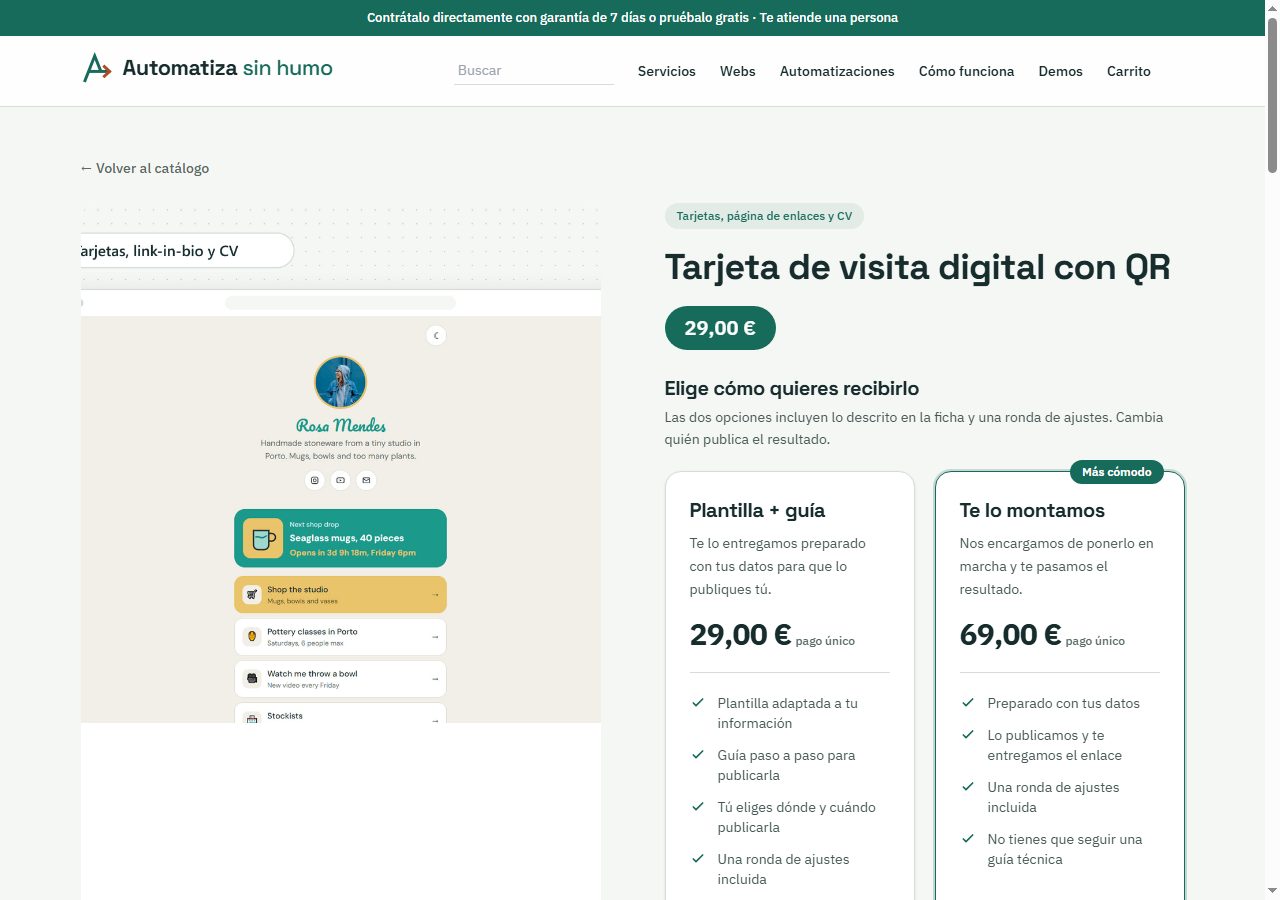 Contrátalo directamente con garantía de 7 días o pruébalo gratis · Te atiende una persona
Automatiza sin humo
Buscar
Servicios
Webs
Automatizaciones
Cómo funciona
Demos
Carrito
← Volver al catálogo
Tarjetas, link-in-bio y CV
Rosa Mendes
Handmade stoneware from a tiny studio in
Porto. Mugs, bowls and too many plants.
Next shop drop
Seaglass mugs, 40 pieces
Opens in 3d 9h 18m, Friday 6pm
Shop the studio
Mugs, bowls and vases
→
Pottery classes in Porto
Saturdays, 6 people max
→
Watch me throw a bowl
New video every Friday
→
Stockists
→
Tarjetas, página de enlaces y CV
Tarjeta de visita digital con QR
29,00 €
Elige cómo quieres recibirlo
Las dos opciones incluyen lo descrito en la ficha y una ronda de ajustes. Cambia
quién publica el resultado.
Plantilla + guía
Te lo entregamos preparado
con tus datos para que lo
publiques tú.
29,00 € pago único
Plantilla adaptada a tu
información
Guía paso a paso para
publicarla
Tú eliges dónde y cuándo
publicarla
Una ronda de ajustes
incluida
Más cómodo
Te lo montamos
Nos encargamos de ponerlo en
marcha y te pasamos el
resultado.
69,00 € pago único
Preparado con tus datos
Lo publicamos y te
entregamos el enlace
Una ronda de ajustes
incluida
No tienes que seguir una
guía técnica